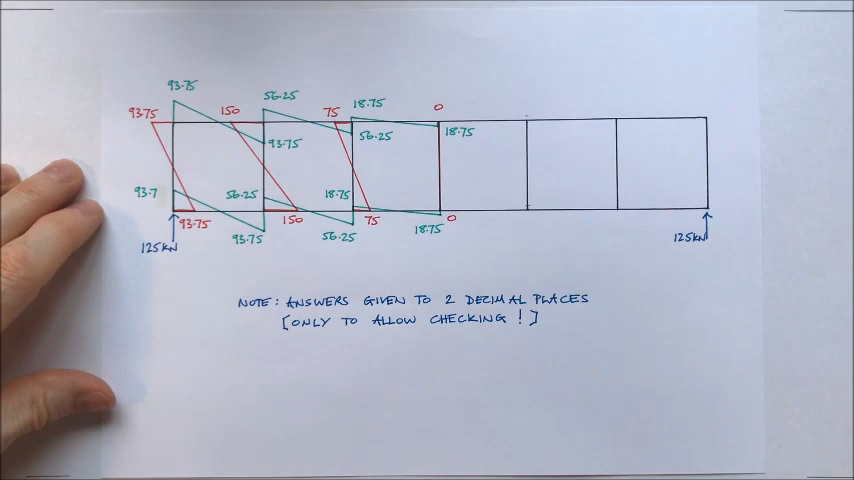 93.75
93.75 150 56.25 75 18.75 0
93.75 56.25 18.75
93.7 56.25 18.75
93.75 150 75 0
93.75 56.25 18.75
125kN 125kN
NOTE: ANSWERS GIVEN TO 2 DECIMAL PLACES
[ONLY TO ALLOW CHECKING!]